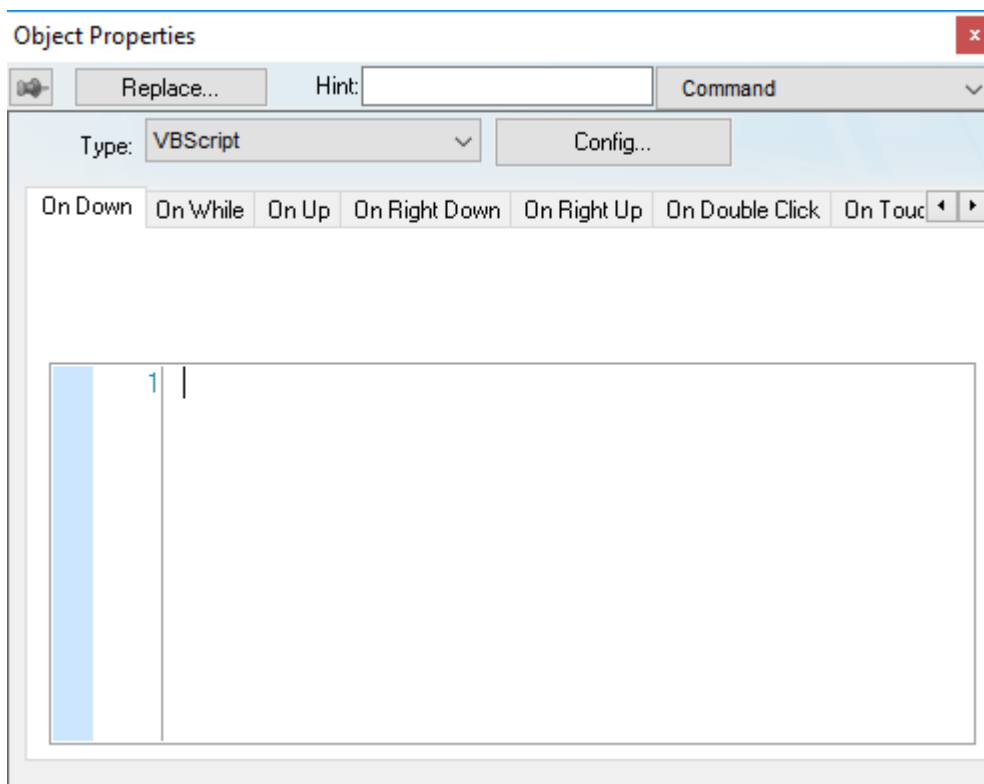 Object Properties x
Replace... Hint: Command
Type: VBScript Config...
On Down On While On Up On Right Down On Right Up On Double Click On Touc
1